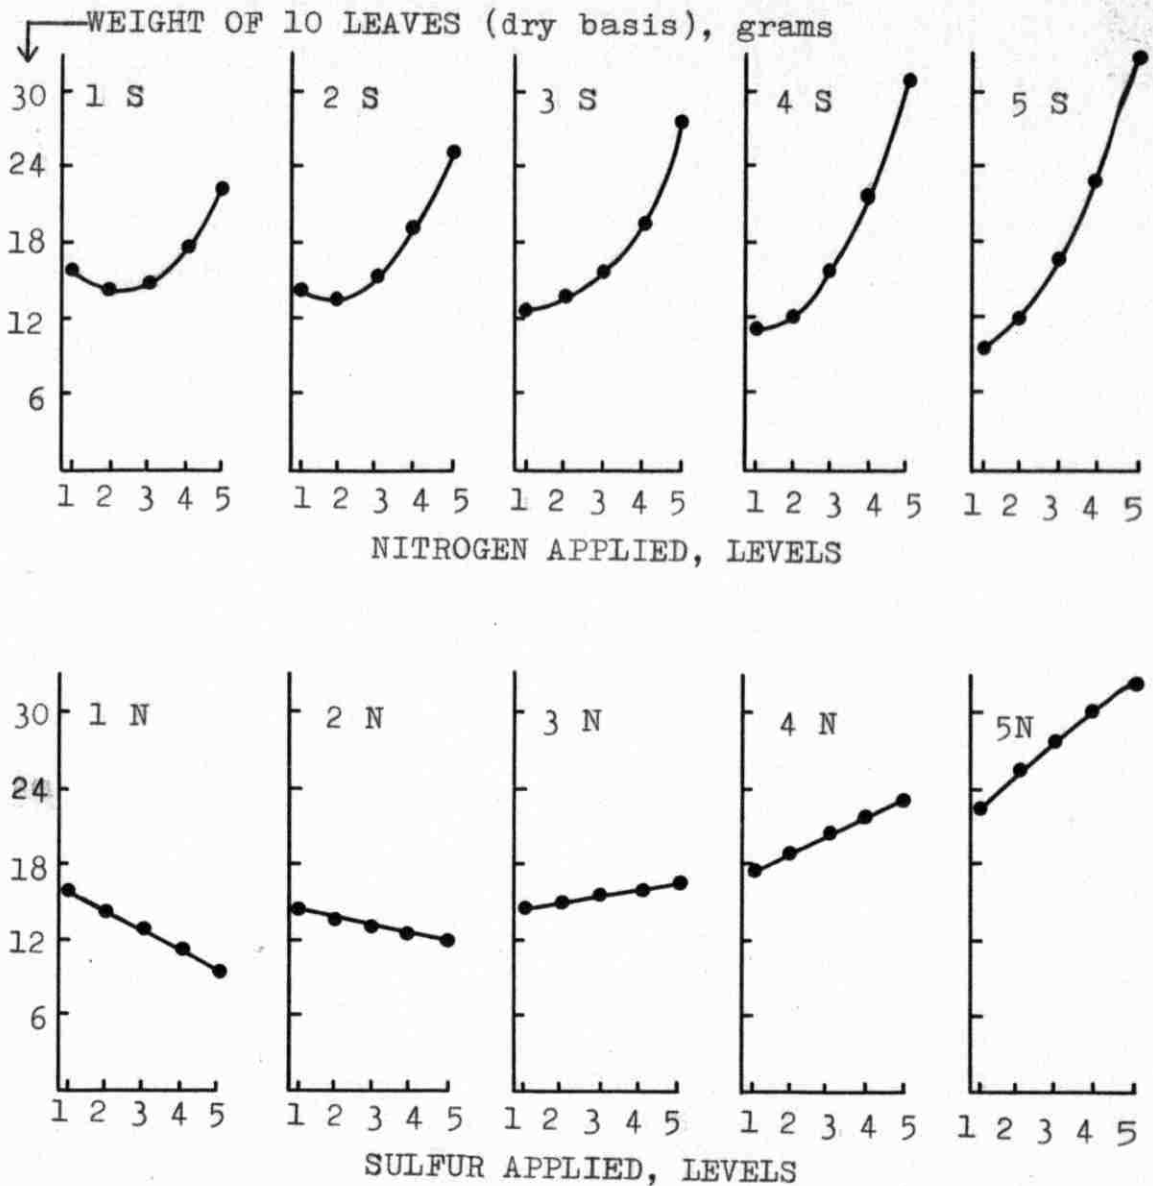 WEIGHT OF 10 LEAVES (dry basis), grams
1 S 2 S 3 S 4 S 5 S
30
24
18
12
6
1 2 3 4 5 1 2 3 4 5 1 2 3 4 5 1 2 3 4 5 1 2 3 4 5
NITROGEN APPLIED, LEVELS
1 N 2 N 3 N 4 N 5N
30
24
18
12
6
1 2 3 4 5 1 2 3 4 5 1 2 3 4 5 1 2 3 4 5 1 2 3 4 5
SULFUR APPLIED, LEVELS